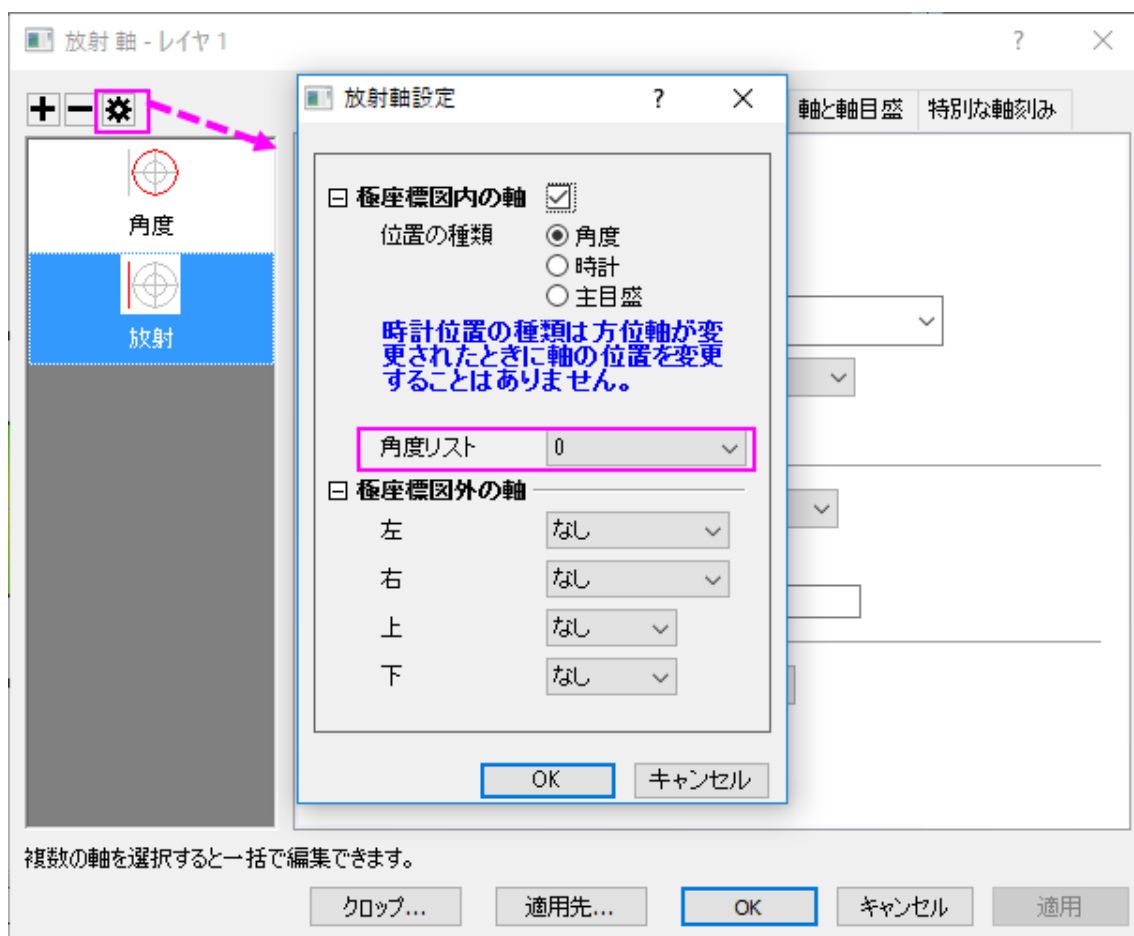 放射 軸 - レイヤ 1
?
角度
放射
放射軸設定
?
軸と軸目盛
特別な軸刻み
極座標図内の軸
位置の種類
角度
時計
主目盛
時計位置の種類は方位軸が変
更されたときに軸の位置を変更
することはありません。
角度リスト 0
極座標図外の軸
左 なし
右 なし
上 なし
下 なし
OK
キャンセル
複数の軸を選択すると一括で編集できます。
クロップ... 適用先... OK キャンセル 適用